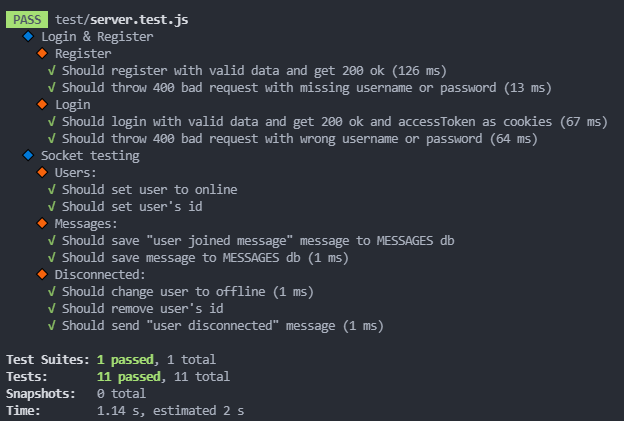 PASS test/server.test.js
🔷 Login & Register
🔶 Register
√ Should register with valid data and get 200 ok (126 ms)
√ Should throw 400 bad request with missing username or password (13 ms)
🔶 Login
√ Should login with valid data and get 200 ok and accessToken as cookies (67 ms)
√ Should throw 400 bad request with wrong username or password (64 ms)
🔷 Socket testing
🔶 Users:
√ Should set user to online
√ Should set user's id
🔶 Messages:
√ Should save "user joined message" message to MESSAGES db
√ Should save message to MESSAGES db (1 ms)
🔶 Disconnected:
√ Should change user to offline (1 ms)
√ Should remove user's id
√ Should send "user disconnected" message (1 ms)
Test Suites: 1 passed, 1 total
Tests: 11 passed, 11 total
Snapshots: 0 total
Time: 1.14 s, estimated 2 s